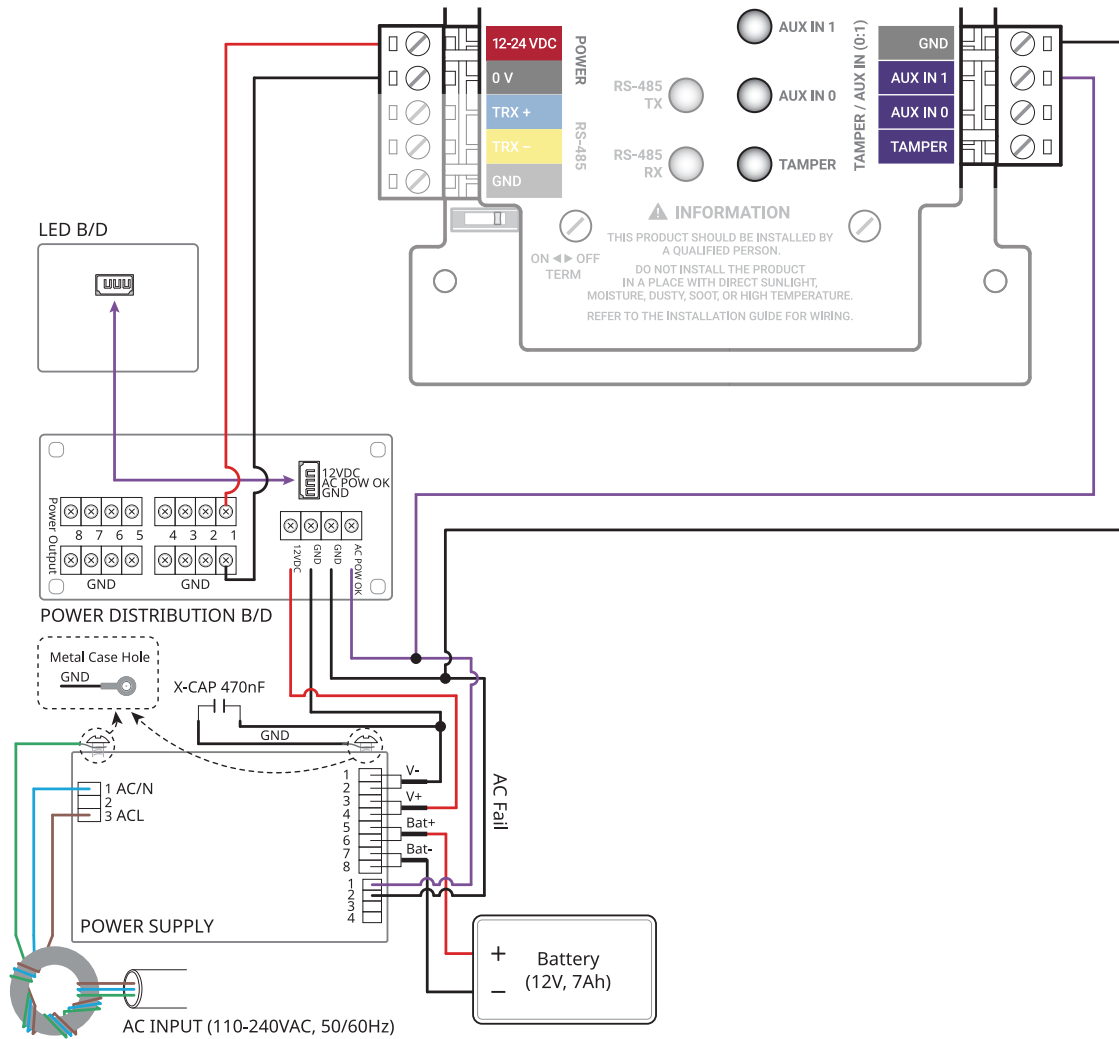 12-24 VDC
0 V
TRX +
TRX –
GND
POWER
RS-485
RS-485
TX
RS-485
RX
AUX IN 1
AUX IN 0
TAMPER
TAMPER / AUX IN (0:1)
GND
AUX IN 1
AUX IN 0
TAMPER
INFORMATION
THIS PRODUCT SHOULD BE INSTALLED BY
A QUALIFIED PERSON.
DO NOT INSTALL THE PRODUCT
IN A PLACE WITH DIRECT SUNLIGHT,
MOISTURE, DUSTY, SOOT, OR HIGH TEMPERATURE.
REFER TO THE INSTALLATION GUIDE FOR WIRING.
ON ◀▶ OFF
TERM
LED B/D
12VDC
AC POW OK
GND
Power Output
8 7 6 5
4 3 2 1
GND
GND
12VDC
GND
GND
AC POW OK
POWER DISTRIBUTION B/D
Metal Case Hole
GND
X-CAP 470nF
GND
1 AC/N
2
3 ACL
1
2
3
4
5
6
7
8
V-
V+
Bat+
Bat-
1
2
3
4
AC Fail
POWER SUPPLY
+
–
Battery
(12V, 7Ah)
AC INPUT (110-240VAC, 50/60Hz)